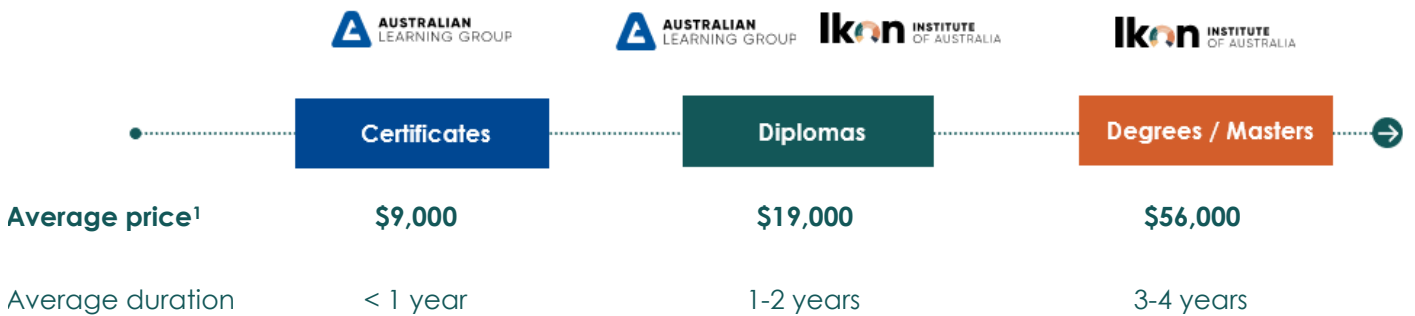 AUSTRALIAN
LEARNING GROUP
AUSTRALIAN
LEARNING GROUP
Ikon INSTITUTE
OF AUSTRALIA
Ikon INSTITUTE
OF AUSTRALIA
Certificates
Diplomas
Degrees / Masters
Average price¹ $9,000 $19,000 $56,000
Average duration < 1 year 1-2 years 3-4 years